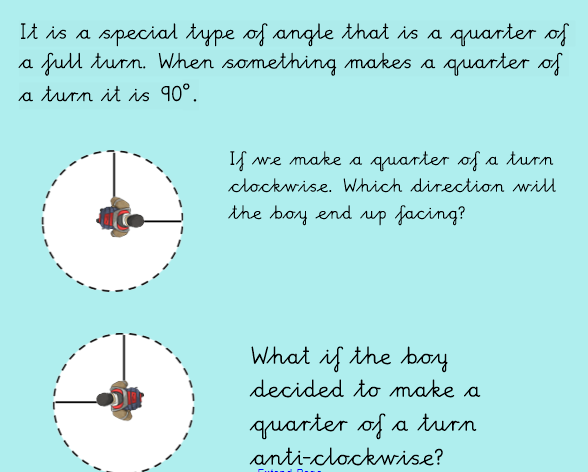 It is a special type of angle that is a quarter of
a full turn. When something makes a quarter of
a turn it is 90°.
If we make a quarter of a turn
clockwise. Which direction will
the boy end up facing?
What if the boy
decided to make a
quarter of a turn
anti-clockwise?
Extend Page